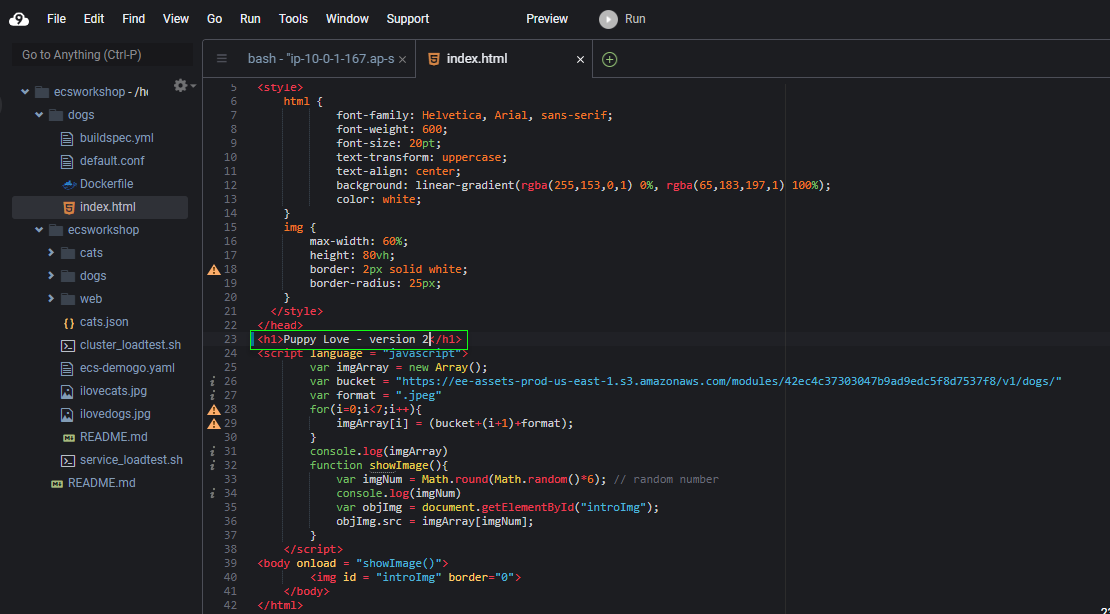 9 File Edit Find View Go Run Tools Window Support Preview Run
Go to Anything (Ctrl-P)
bash - "ip-10-0-1-167.ap-s ×
index.html ×
ecsworkshop - /h
dogs
buildspec.yml
default.conf
Dockerfile
index.html
ecsworkshop
cats
dogs
web
cats.json
cluster_loadtest.sh
ecs-demogo.yaml
ilovecats.jpg
ilovedogs.jpg
README.md
service_loadtest.sh
README.md
5 <style>
6 html {
7 font-family: Helvetica, Arial, sans-serif;
8 font-weight: 600;
9 font-size: 20pt;
10 text-transform: uppercase;
11 text-align: center;
12 background: linear-gradient(rgba(255,153,0,1) 0%, rgba(65,183,197,1) 100%);
13 color: white;
14 }
15 img {
16 max-width: 60%;
17 height: 80vh;
18 border: 2px solid white;
19 border-radius: 25px;
20 }
21 </style>
22 </head>
23 <h1>Puppy Love - version 2</h1>
24 <script language = "javascript">
25 var imgArray = new Array();
26 var bucket = "https://ee-assets-prod-us-east-1.s3.amazonaws.com/modules/42ec4c37303047b9ad9edc5f8d7537f8/v1/dogs/"
27 var format = ".jpeg"
28 for(i=0;i<7;i++){
29 imgArray[i] = (bucket+(i+1)+format);
30 }
31 console.log(imgArray)
32 function showImage(){
33 var imgNum = Math.round(Math.random()*6); // random number
34 console.log(imgNum)
35 var objImg = document.getElementById("introImg");
36 objImg.src = imgArray[imgNum];
37 }
38 </script>
39 <body onload = "showImage()">
40 <img id = "introImg" border="0">
41 </body>
42 </html>